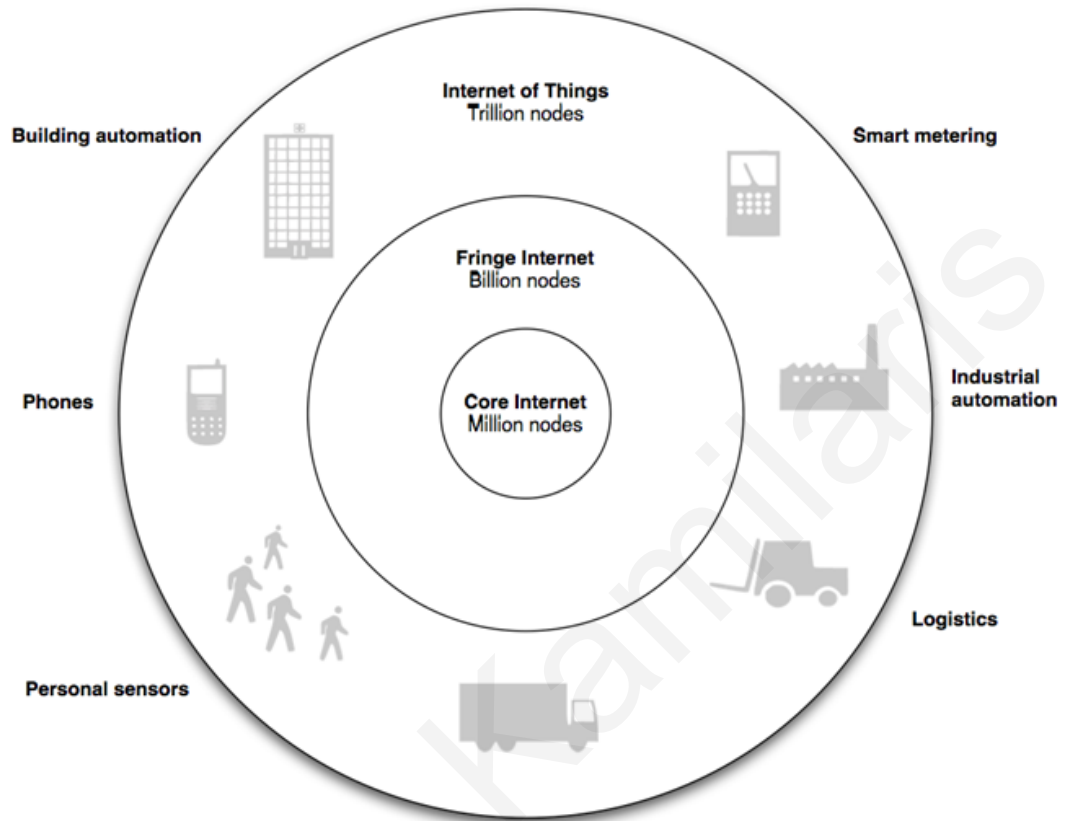 Internet of Things
Trillion nodes
Building automation
Smart metering
Fringe Internet
Billion nodes
Phones
Core Internet
Million nodes
Industrial
automation
Logistics
Personal sensors
Kamilaris